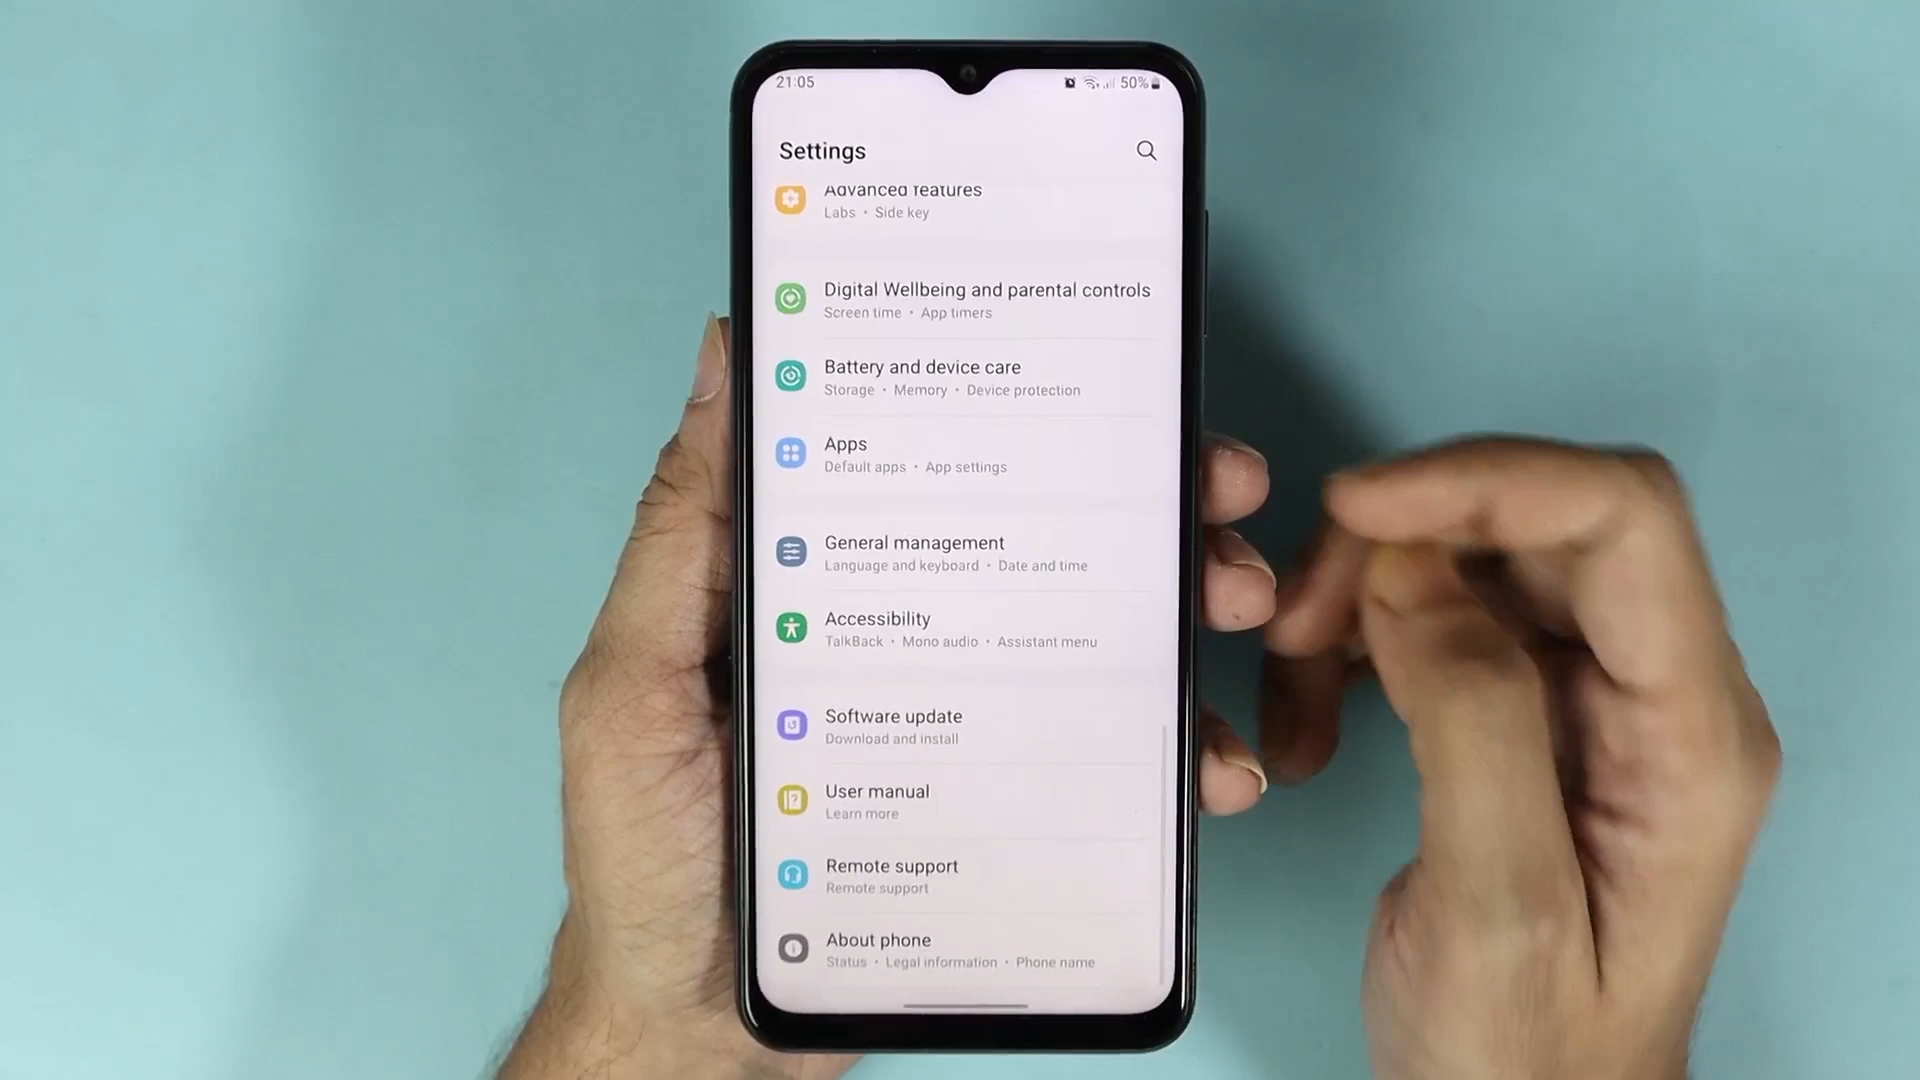 21:05
50%
Settings
Advanced features
Labs • Side key
Digital Wellbeing and parental controls
Screen time • App timers
Battery and device care
Storage • Memory • Device protection
Apps
Default apps • App settings
General management
Language and keyboard • Date and time
Accessibility
TalkBack • Mono audio • Assistant menu
Software update
Download and install
User manual
Learn more
Remote support
Remote support
About phone
Status • Legal information • Phone name